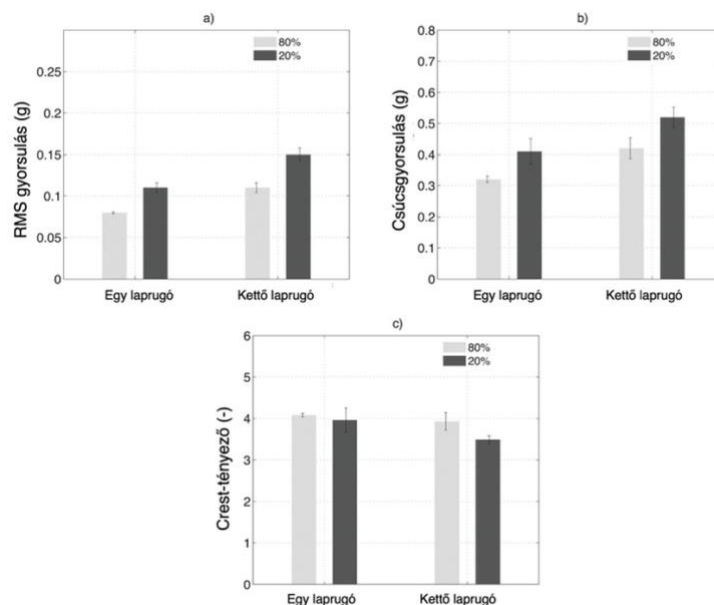 a)
RMS gyorsulás (g)
0.25
0.2
0.15
0.1
0.05
0
80%
20%
Egy laprugó
Kettő laprugó
b)
Csúcsgyorsulás (g)
0.8
0.7
0.6
0.5
0.4
0.3
0.2
0.1
0
80%
20%
Egy laprugó
Kettő laprugó
c)
Crest-tényező (-)
6
5
4
3
2
1
0
80%
20%
Egy laprugó
Kettő laprugó